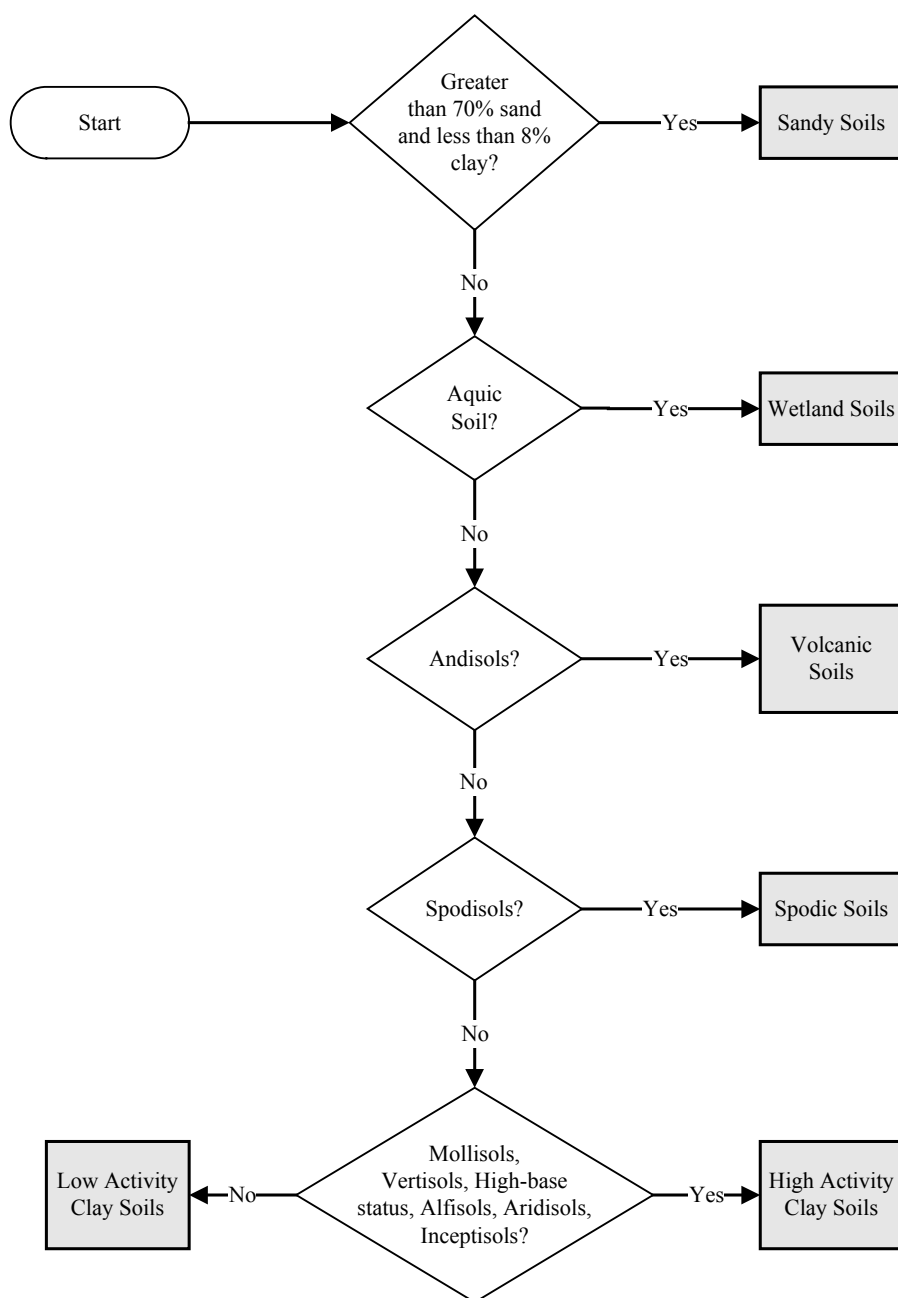 Start
Greater
than 70% sand
and less than 8%
clay?
Yes
Sandy Soils
No
Aquic
Soil?
Yes
Wetland Soils
No
Andisols?
Yes
Volcanic
Soils
No
Spodisols?
Yes
Spodic Soils
No
Mollisols,
Vertisols, High-base
status, Alfisols, Aridisols,
Inceptisols?
No
Low Activity
Clay Soils
Yes
High Activity
Clay Soils